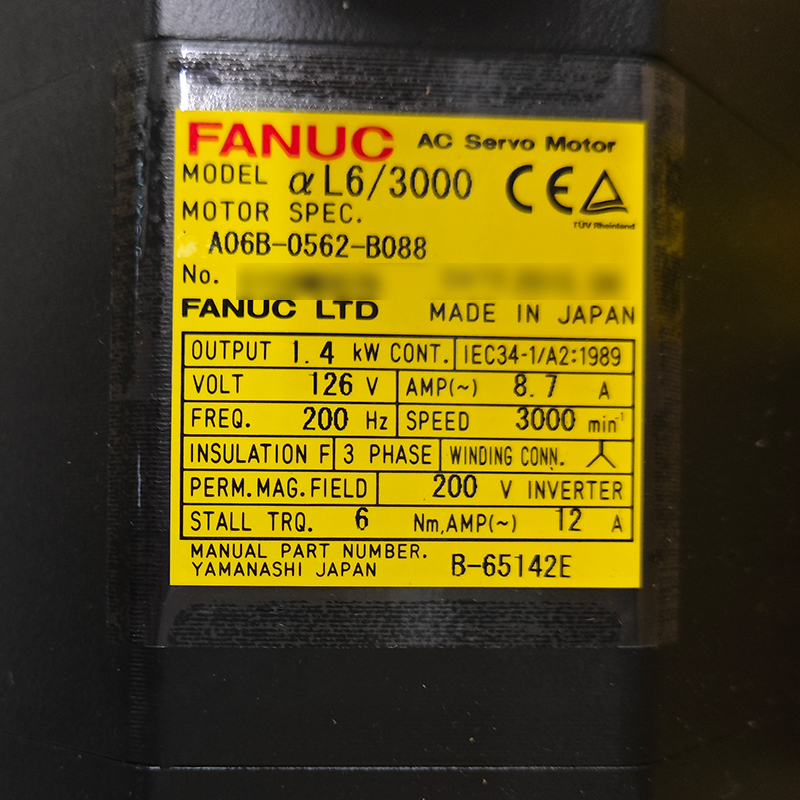 FANUC AC Servo Motor
MODEL αL6/3000 CE
TÜV Rheinland
MOTOR SPEC.
A06B-0562-B088
No.
FANUC LTD MADE IN JAPAN
OUTPUT 1.4 kW CONT. IEC34-1/A2:1989
VOLT 126 V AMP(~) 8.7 A
FREQ. 200 Hz SPEED 3000 min⁻¹
INSULATION F 3 PHASE WINDING CONN.
PERM.MAG.FIELD 200 V INVERTER
STALL TRQ. 6 Nm,AMP(~) 12 A
MANUAL PART NUMBER.
YAMANASHI JAPAN B-65142E